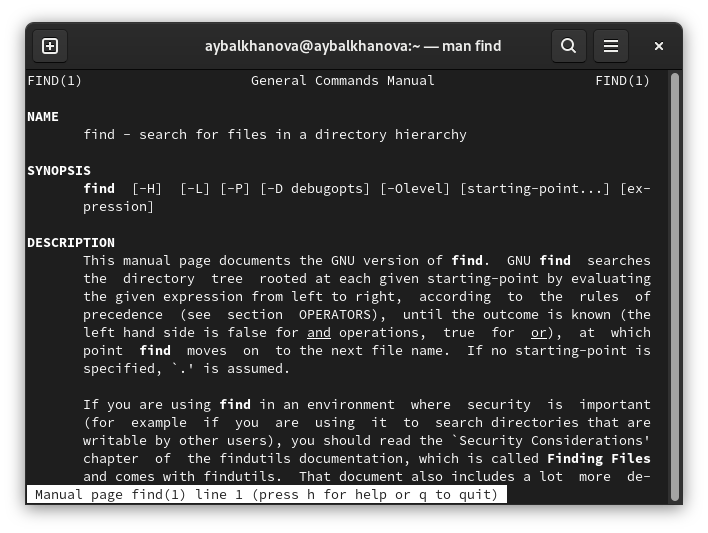 aybalkhanova@aybalkhanova:~ — man find
FIND(1) General Commands Manual FIND(1)
NAME
find - search for files in a directory hierarchy
SYNOPSIS
find [-H] [-L] [-P] [-D debugopts] [-Olevel] [starting-point...] [ex-
pression]
DESCRIPTION
This manual page documents the GNU version of find. GNU find searches
the directory tree rooted at each given starting-point by evaluating
the given expression from left to right, according to the rules of
precedence (see section OPERATORS), until the outcome is known (the
left hand side is false for and operations, true for or), at which
point find moves on to the next file name. If no starting-point is
specified, `.' is assumed.
If you are using find in an environment where security is important
(for example if you are using it to search directories that are
writable by other users), you should read the `Security Considerations'
chapter of the findutils documentation, which is called Finding Files
and comes with findutils. That document also includes a lot more de-
Manual page find(1) line 1 (press h for help or q to quit)